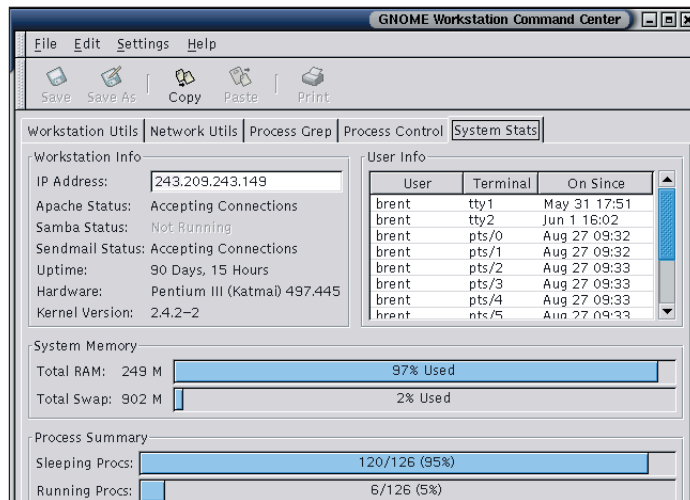 GNOME Workstation Command Center
File Edit Settings Help
Save Save As Copy Paste Print
Workstation Utils Network Utils Process Grep Process Control System Stats
Workstation Info
IP Address: 243.209.243.149
Apache Status: Accepting Connections
Samba Status: Not Running
Sendmail Status: Accepting Connections
Uptime: 90 Days, 15 Hours
Hardware: Pentium III (Katmai) 497.445
Kernel Version: 2.4.2-2
User Info
User Terminal On Since
brent tty1 May 31 17:51
brent tty2 Jun 1 16:02
brent pts/0 Aug 27 09:32
brent pts/1 Aug 27 09:32
brent pts/2 Aug 27 09:33
brent pts/3 Aug 27 09:33
brent pts/4 Aug 27 09:33
brent pts/5 Aug 27 09:33
System Memory
Total RAM: 249 M 97% Used
Total Swap: 902 M 2% Used
Process Summary
Sleeping Procs: 120/126 (95%)
Running Procs: 6/126 (5%)